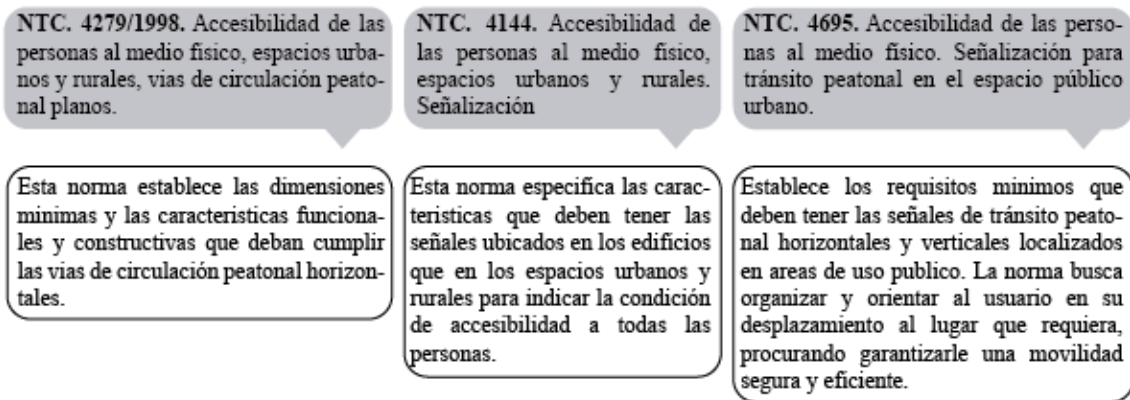 NTC. 4279/1998. Accesibilidad de las
personas al medio físico, espacios urba-
nos y rurales, vias de circulación peato-
nal planos.
Esta norma establece las dimensiones
minimas y las caracteristicas funciona-
les y constructivas que deban cumplir
las vias de circulación peatonal horizon-
tales.
NTC. 4144. Accesibilidad de
las personas al medio físico,
espacios urbanos y rurales.
Señalización
Esta norma especifica las carac-
teristicas que deben tener las
señales ubicados en los edificios
que en los espacios urbanos y
rurales para indicar la condición
de accesibilidad a todas las
personas.
NTC. 4695. Accesibilidad de las perso-
nas al medio físico. Señalización para
tránsito peatonal en el espacio público
urbano.
Establece los requisitos minimos que
deben tener las señales de tránsito peato-
nal horizontales y verticales localizados
en areas de uso publico. La norma busca
organizar y orientar al usuario en su
desplazamiento al lugar que requiera,
procurando garantizarle una movilidad
segura y eficiente.